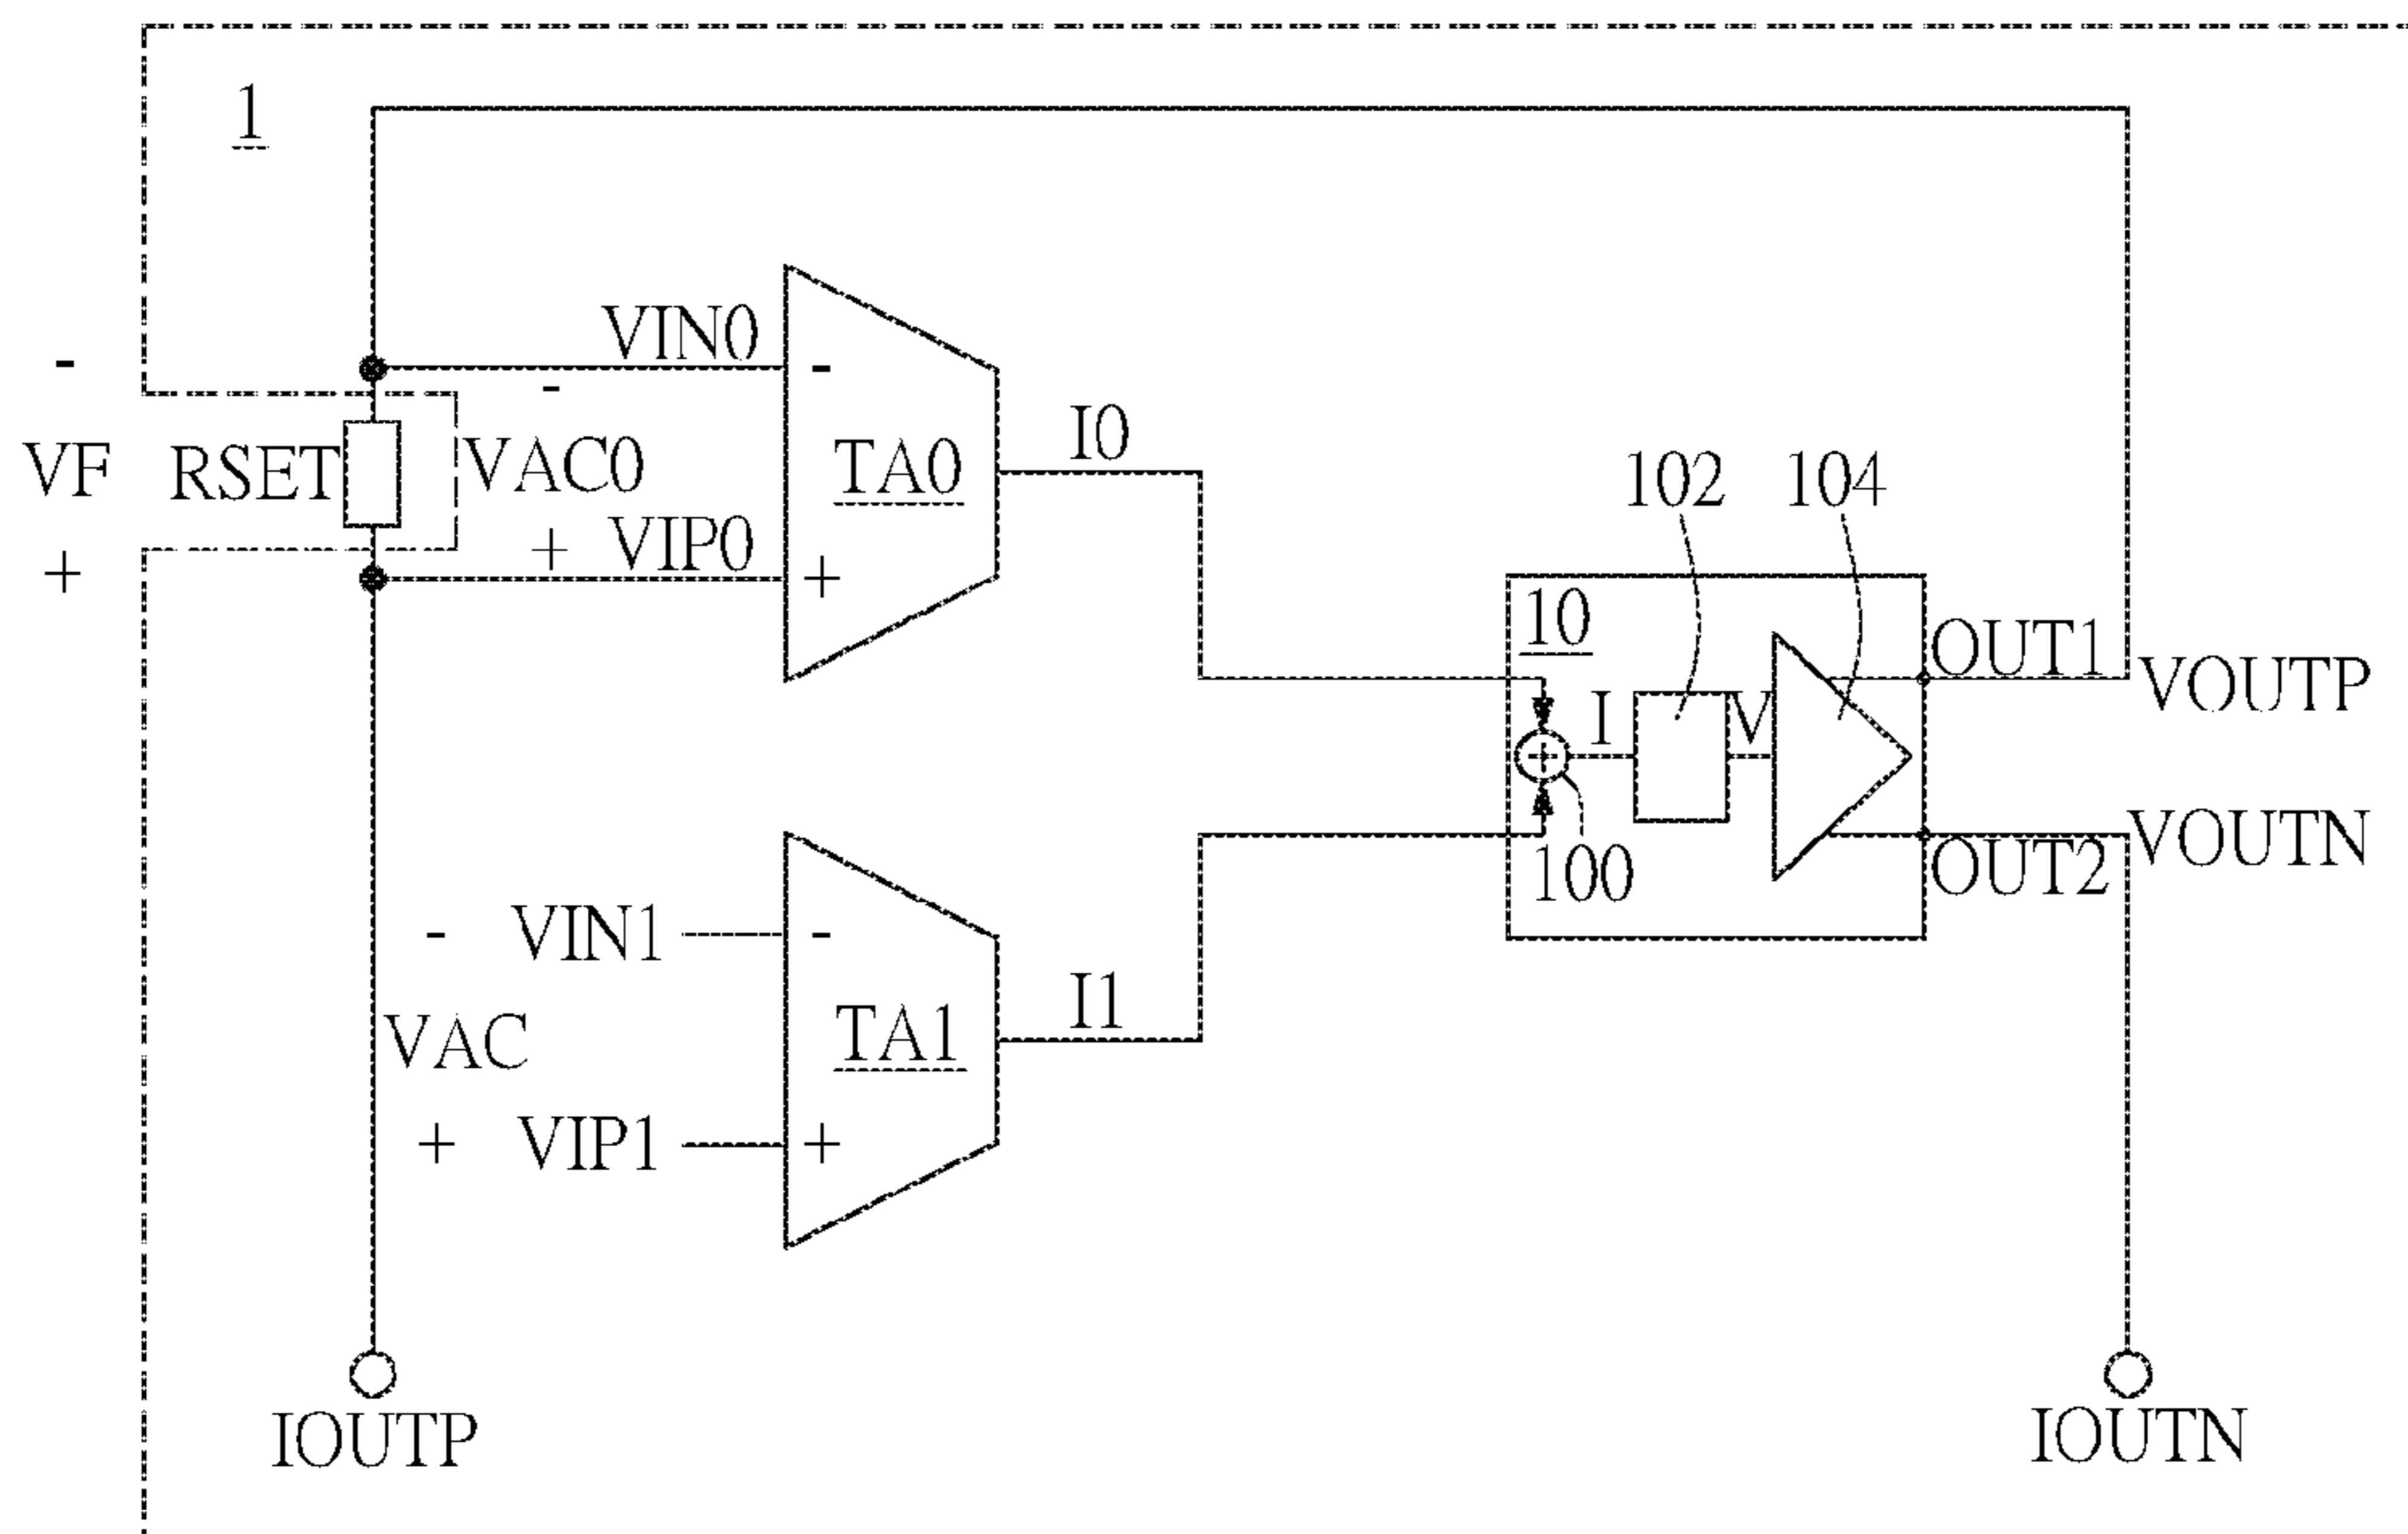 1
VIN0
-
-
-
I0
VF
RSET
VAC0
TA0
102
104
+
+
VIP0
+
10
OUT1
VOUTP
I
V
+
VOUTN
100
OUT2
-
VIN1
-
I1
VAC
TA1
+
VIP1
+
IOUTP
IOUTN